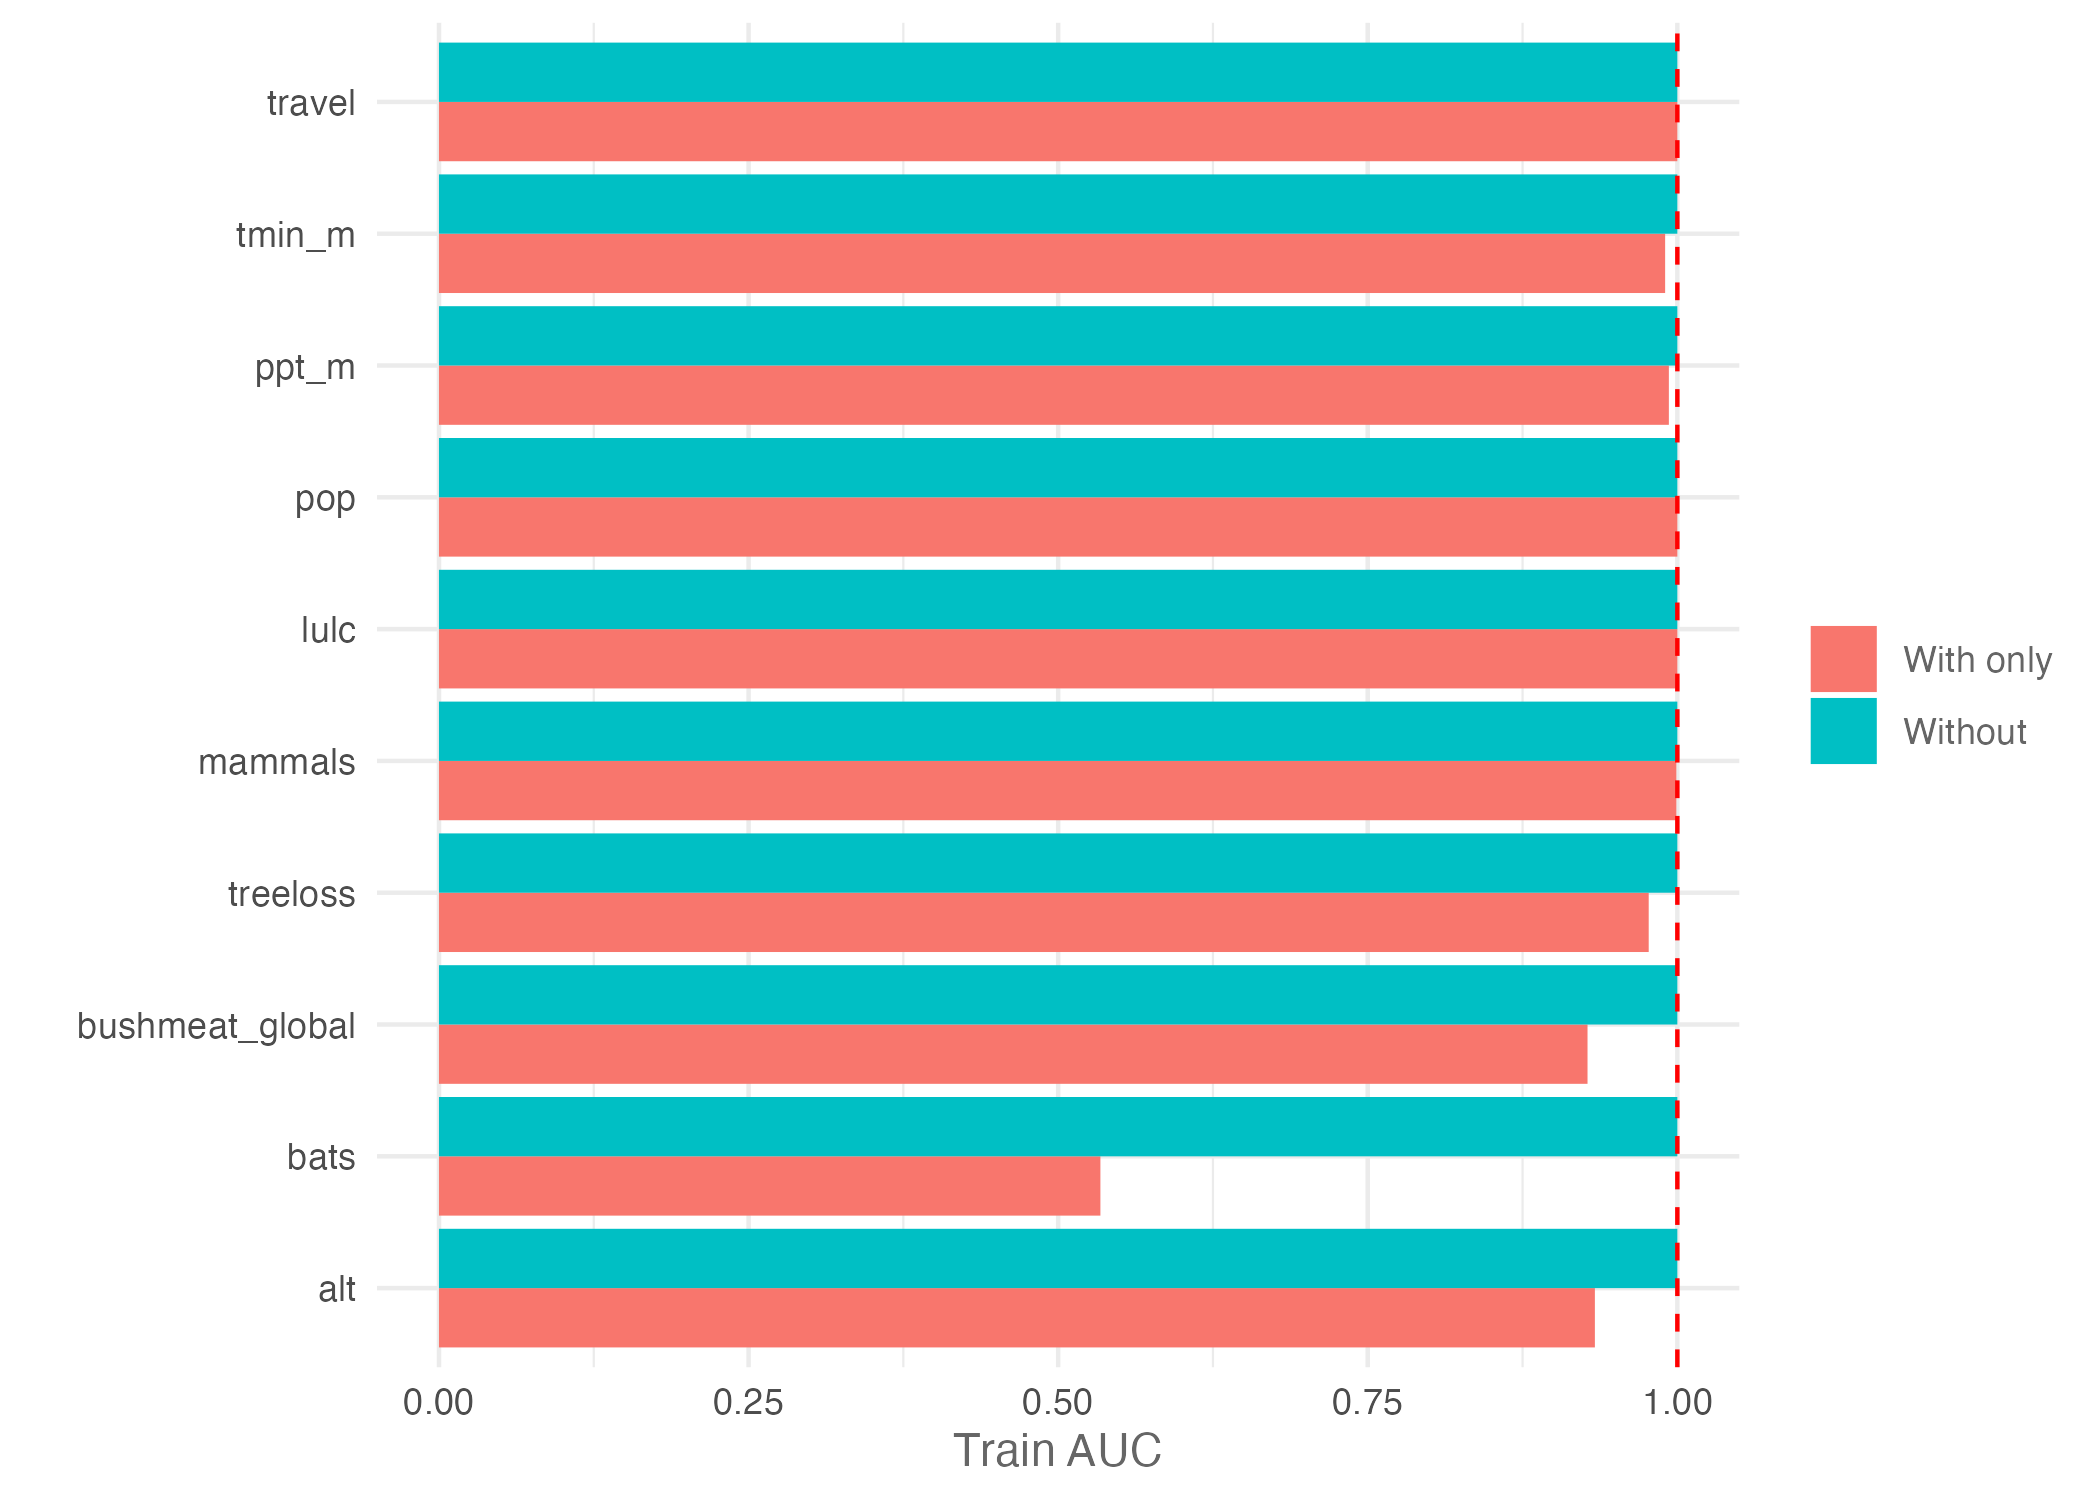 travel
tmin_m
ppt_m
pop
lulc
mammals
treeloss
bushmeat_global
bats
alt
0.00 0.25 0.50 0.75 1.00
Train AUC
With only
Without